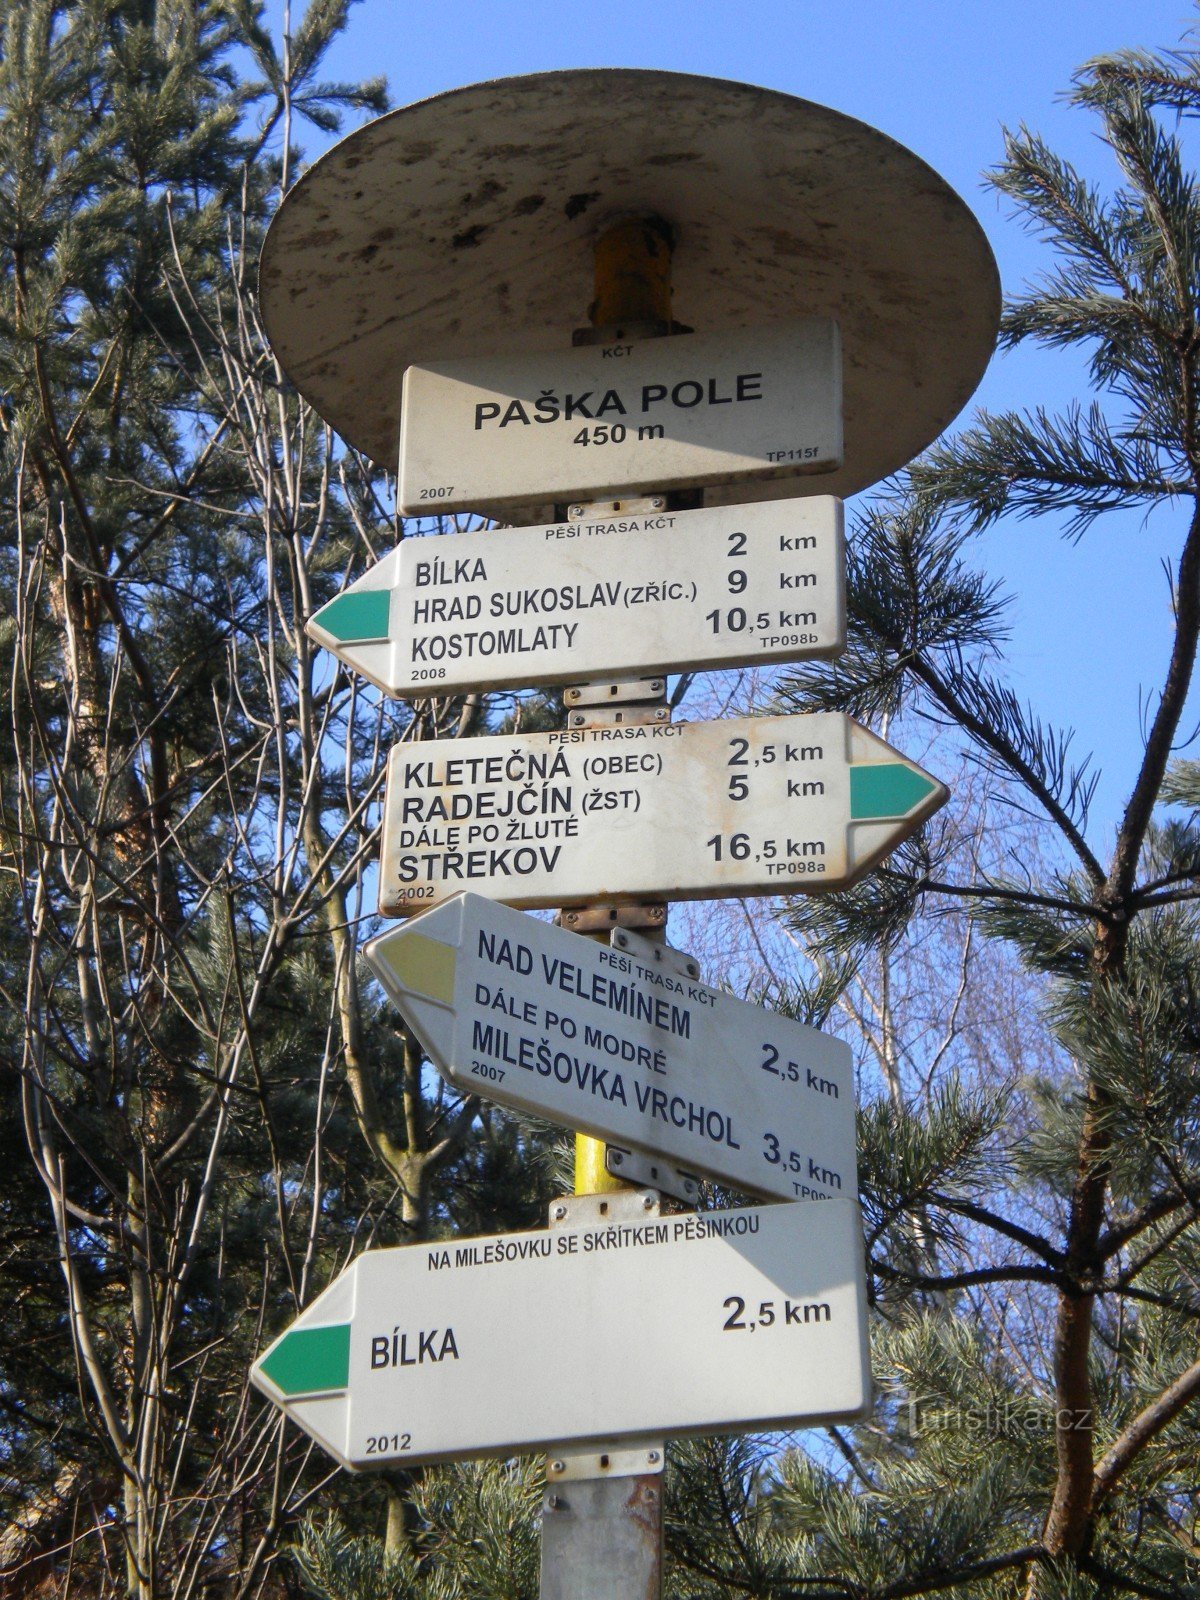 KČT
PAŠKA POLE
450 m
2007 TP115f
PĚŠÍ TRASA KČT
BÍLKA 2 km
HRAD SUKOSLAV (ZŘÍC.) 9 km
KOSTOMLATY 10,5 km
2008 TP098b
PĚŠÍ TRASA KČT
KLETEČNÁ (OBEC) 2,5 km
RADEJČÍN (ŽST) 5 km
DÁLE PO ŽLUTÉ
STŘEKOV 16,5 km
2002 TP098a
PĚŠÍ TRASA KČT
NAD VELEMÍNEM 2,5 km
DÁLE PO MODRÉ
MILEŠOVKA VRCHOL 3,5 km
2007
NA MILEŠOVKU SE SKŘÍTKEM PĚŠINKOU
BÍLKA 2,5 km
2012
Turistika.cz